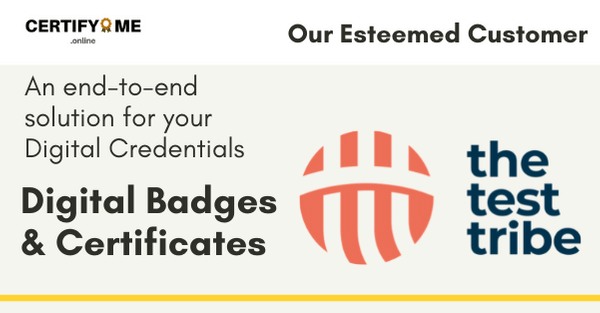 CERTIFYME
.online
Our Esteemed Customer
An end-to-end
solution for your
Digital Credentials
Digital Badges
& Certificates
the
test
tribe